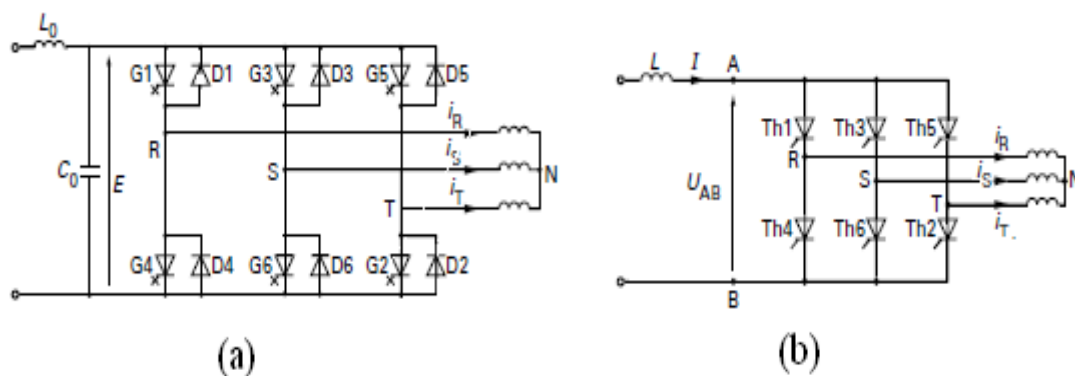 L0
G1 D1 G3 D3 G5 D5
iR
R
iS
S
N
C0
E
iT
T
G4 D4 G6 D6 G2 D2
(a)
L I A
Th1 Th3 Th5
iR
R
N
UAB
S
iS
T
iT.
Th4 Th6 Th2
B
(b)